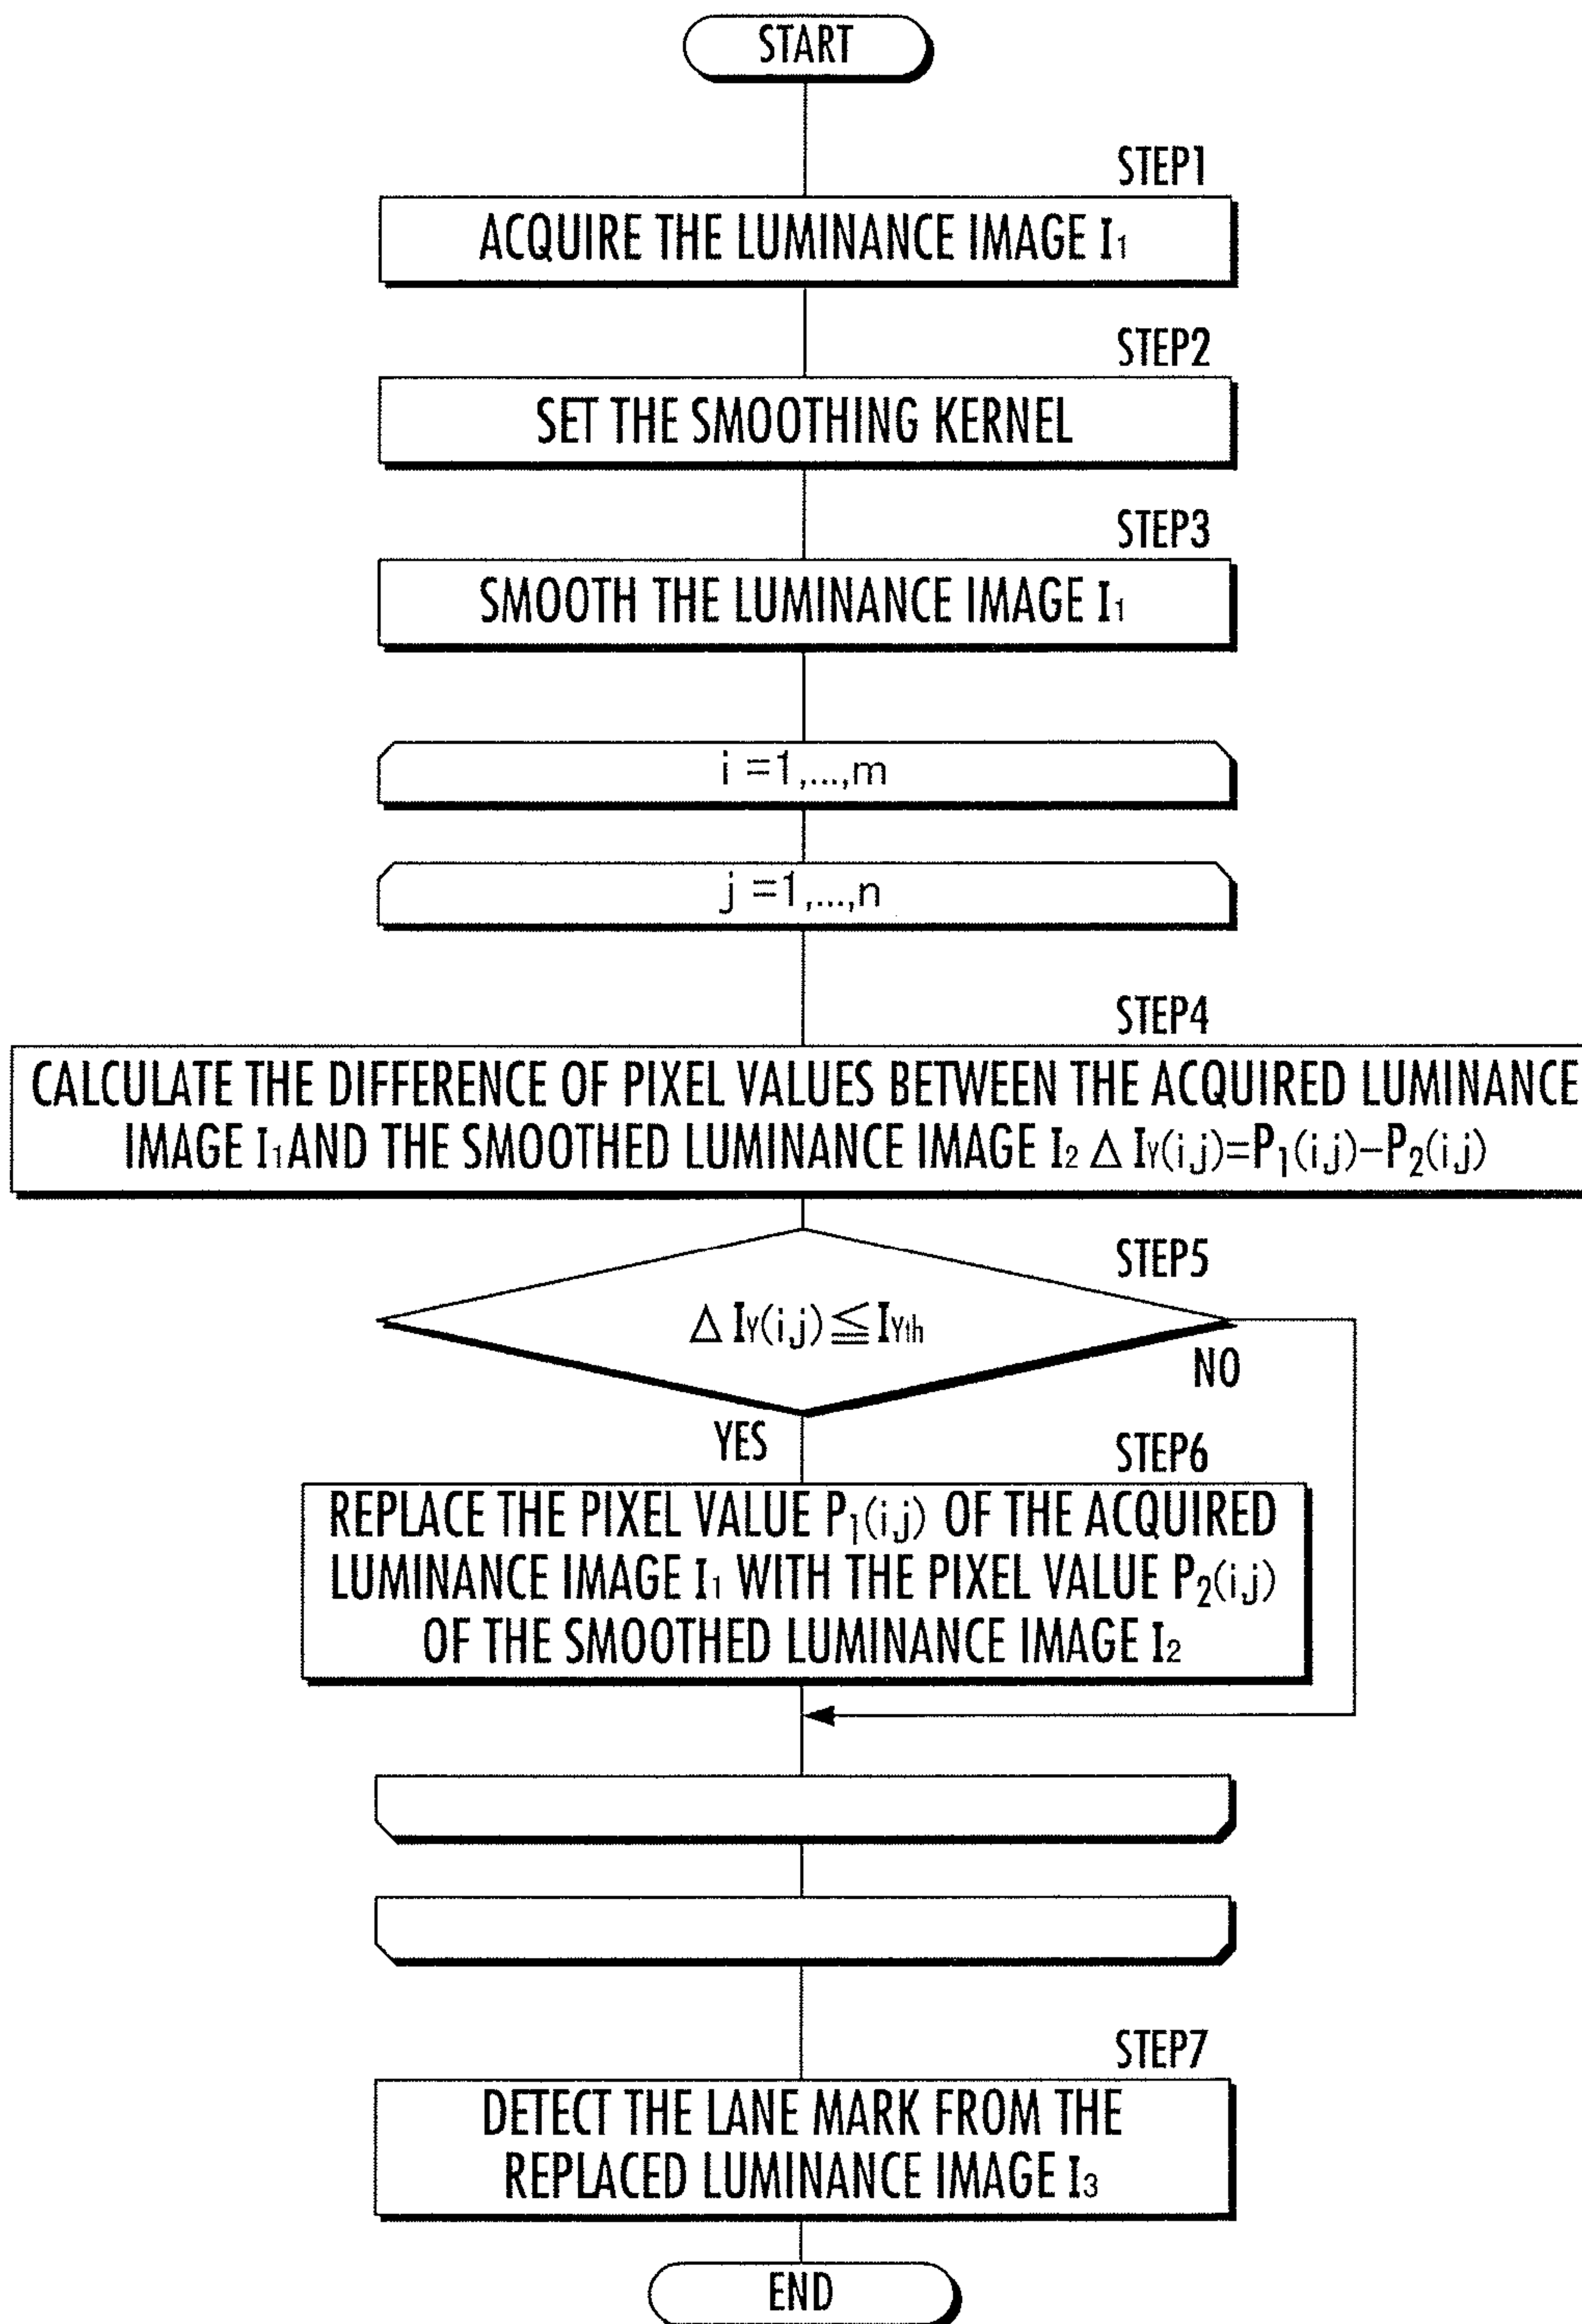 START
STEP1
ACQUIRE THE LUMINANCE IMAGE I₁
STEP2
SET THE SMOOTHING KERNEL
STEP3
SMOOTH THE LUMINANCE IMAGE I₁
i =1,...,m
j =1,...,n
STEP4
CALCULATE THE DIFFERENCE OF PIXEL VALUES BETWEEN THE ACQUIRED LUMINANCE
IMAGE I₁ AND THE SMOOTHED LUMINANCE IMAGE I₂ Δ IY(i,j)=P₁(i,j)−P₂(i,j)
STEP5
Δ IY(i,j)≦IYth
NO
YES
STEP6
REPLACE THE PIXEL VALUE P₁(i,j) OF THE ACQUIRED
LUMINANCE IMAGE I₁ WITH THE PIXEL VALUE P₂(i,j)
OF THE SMOOTHED LUMINANCE IMAGE I₂
STEP7
DETECT THE LANE MARK FROM THE
REPLACED LUMINANCE IMAGE I₃
END